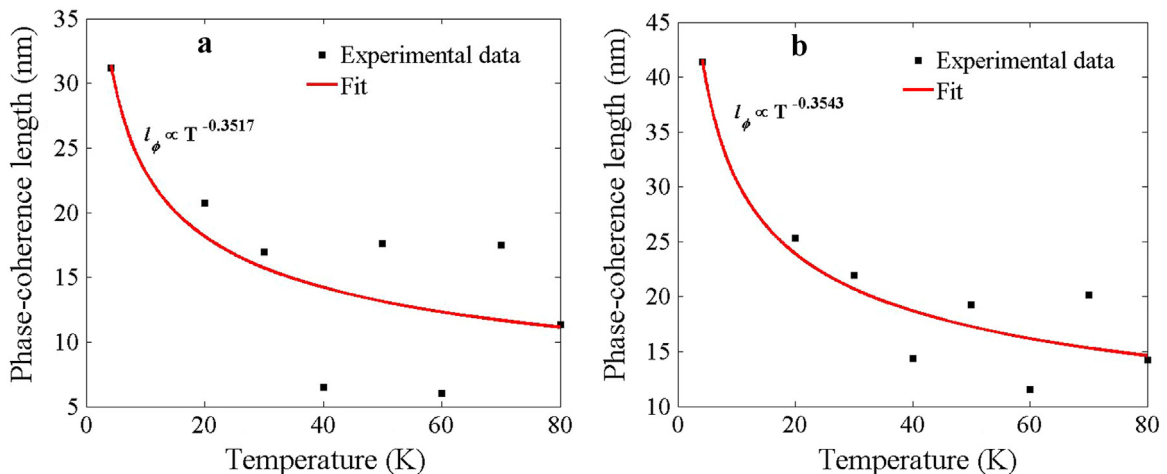 a
Experimental data
Fit
l_ϕ ∝ T^-0.3517
35
30
25
20
15
10
5
0
20
40
60
80
Phase-coherence length (nm)
Temperature (K)
b
Experimental data
Fit
l_ϕ ∝ T^-0.3543
45
40
35
30
25
20
15
10
0
20
40
60
80
Phase-coherence length (nm)
Temperature (K)